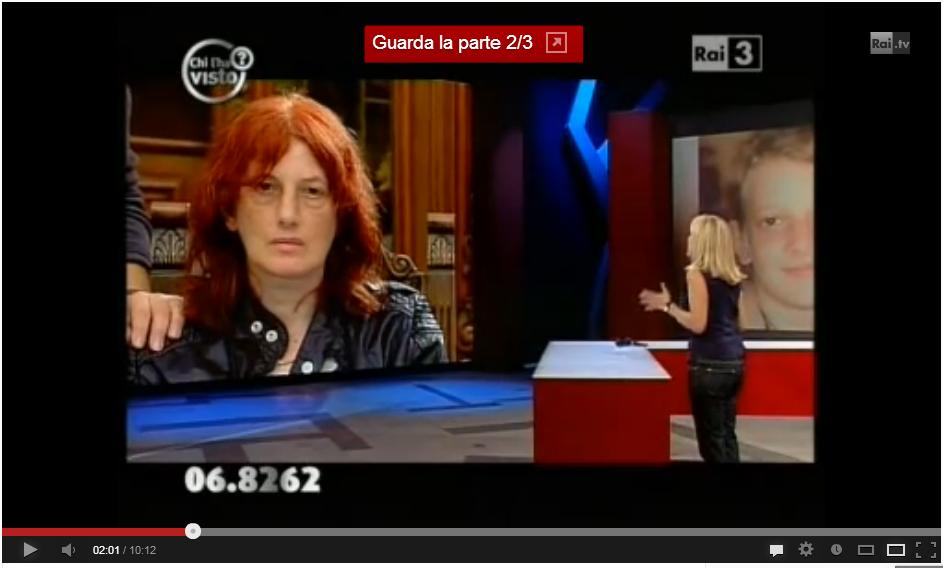 Guarda la parte 2/3
Chi l'ha
visto
?
Rai 3
Rai.tv
06.8262
02:01 / 10:12